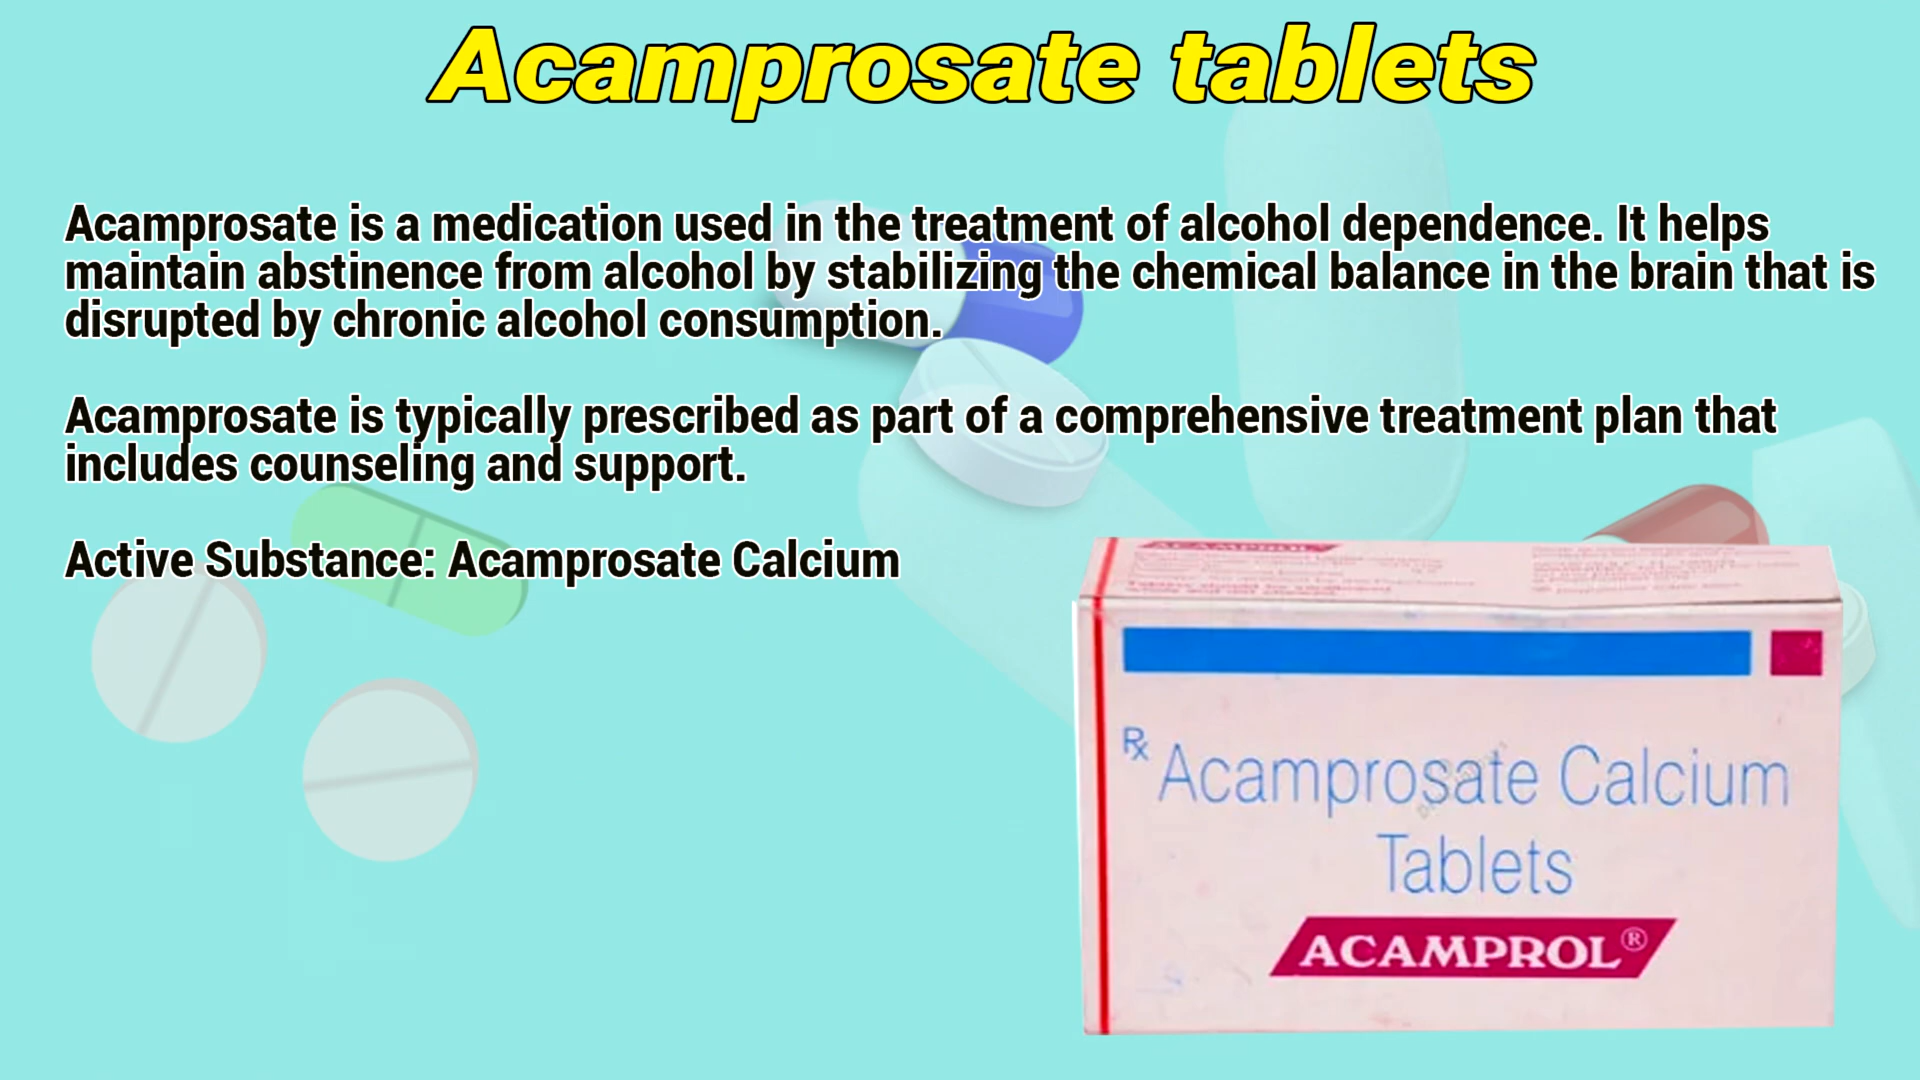 Acamprosate tablets
Acamprosate is a medication used in the treatment of alcohol dependence. It helps
maintain abstinence from alcohol by stabilizing the chemical balance in the brain that is
disrupted by chronic alcohol consumption.
Acamprosate is typically prescribed as part of a comprehensive treatment plan that
includes counseling and support.
Active Substance: Acamprosate Calcium
ACAMPROL
Rx Acamprosate Calcium
Tablets
ACAMPROL®